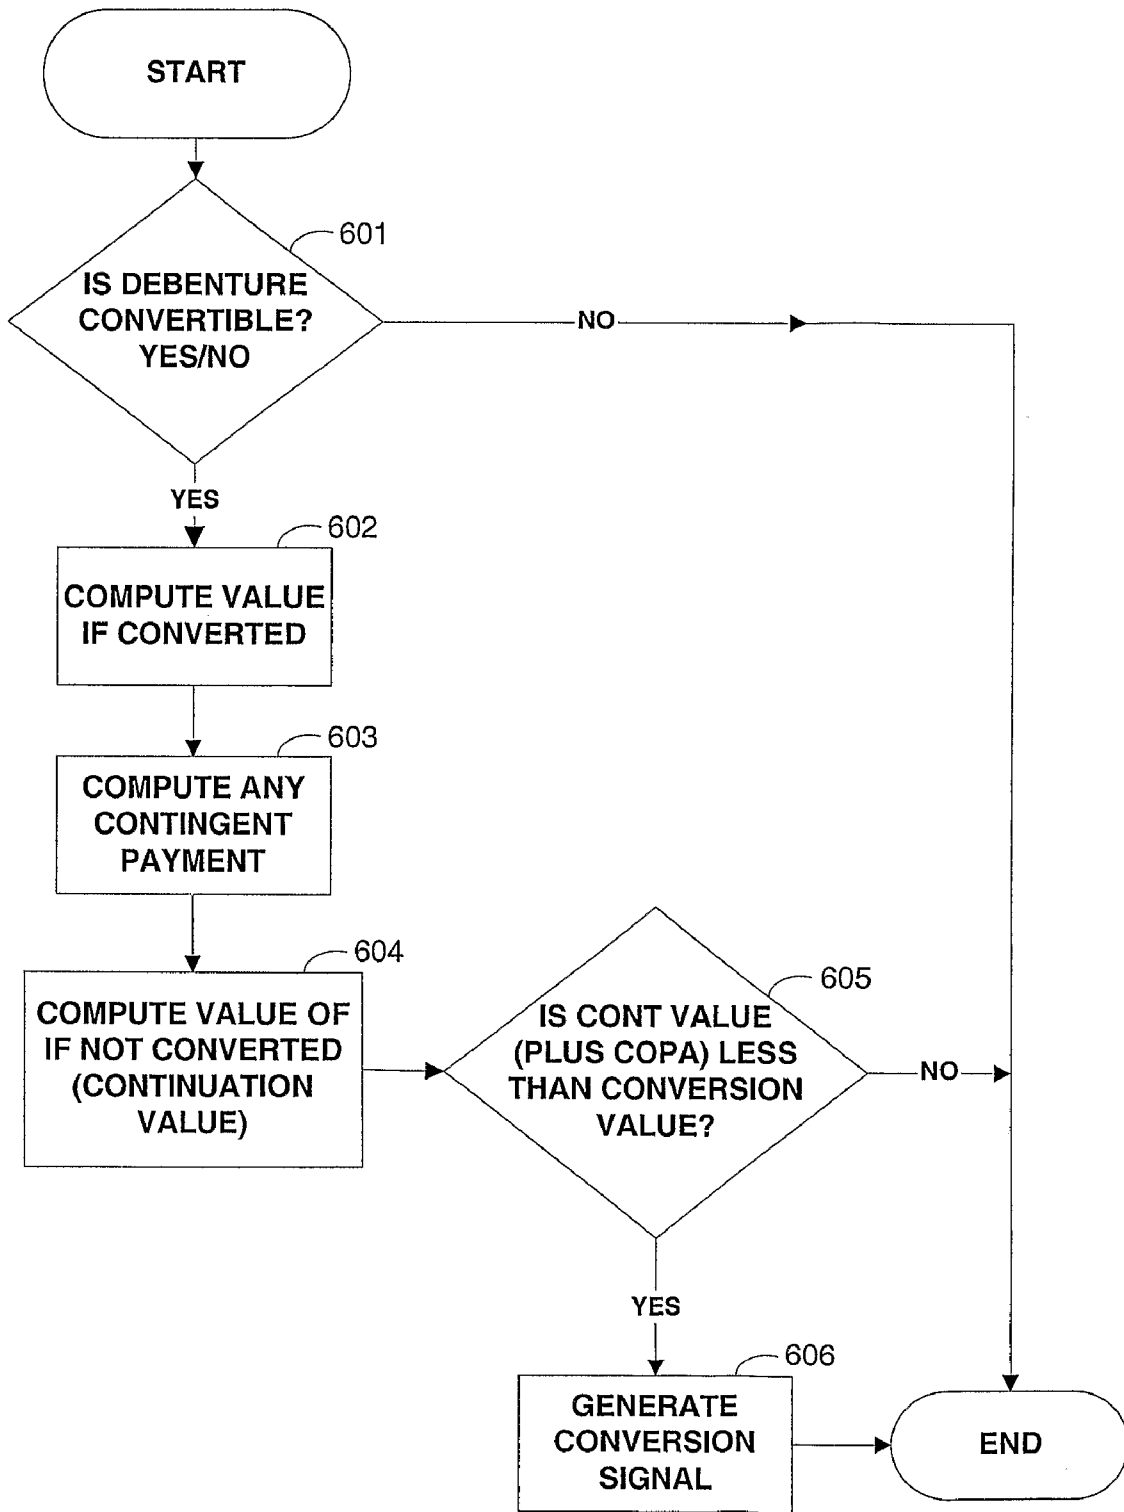 START
601
IS DEBENTURE
CONVERTIBLE?
YES/NO
NO
YES
602
COMPUTE VALUE
IF CONVERTED
603
COMPUTE ANY
CONTINGENT
PAYMENT
604
COMPUTE VALUE OF
IF NOT CONVERTED
(CONTINUATION
VALUE)
605
IS CONT VALUE
(PLUS COPA) LESS
THAN CONVERSION
VALUE?
NO
YES
606
GENERATE
CONVERSION
SIGNAL
END